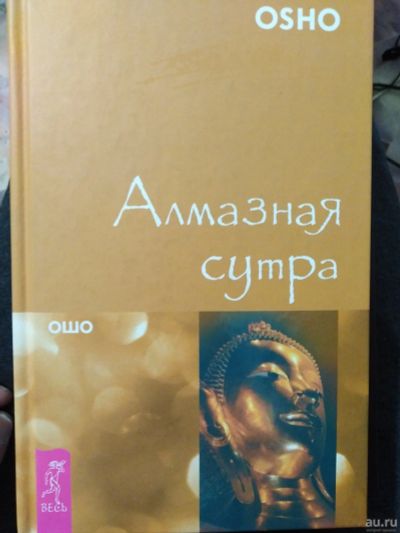 OSHO
Алмазная
сутра
ошо
ВЕСЬ
au.ru